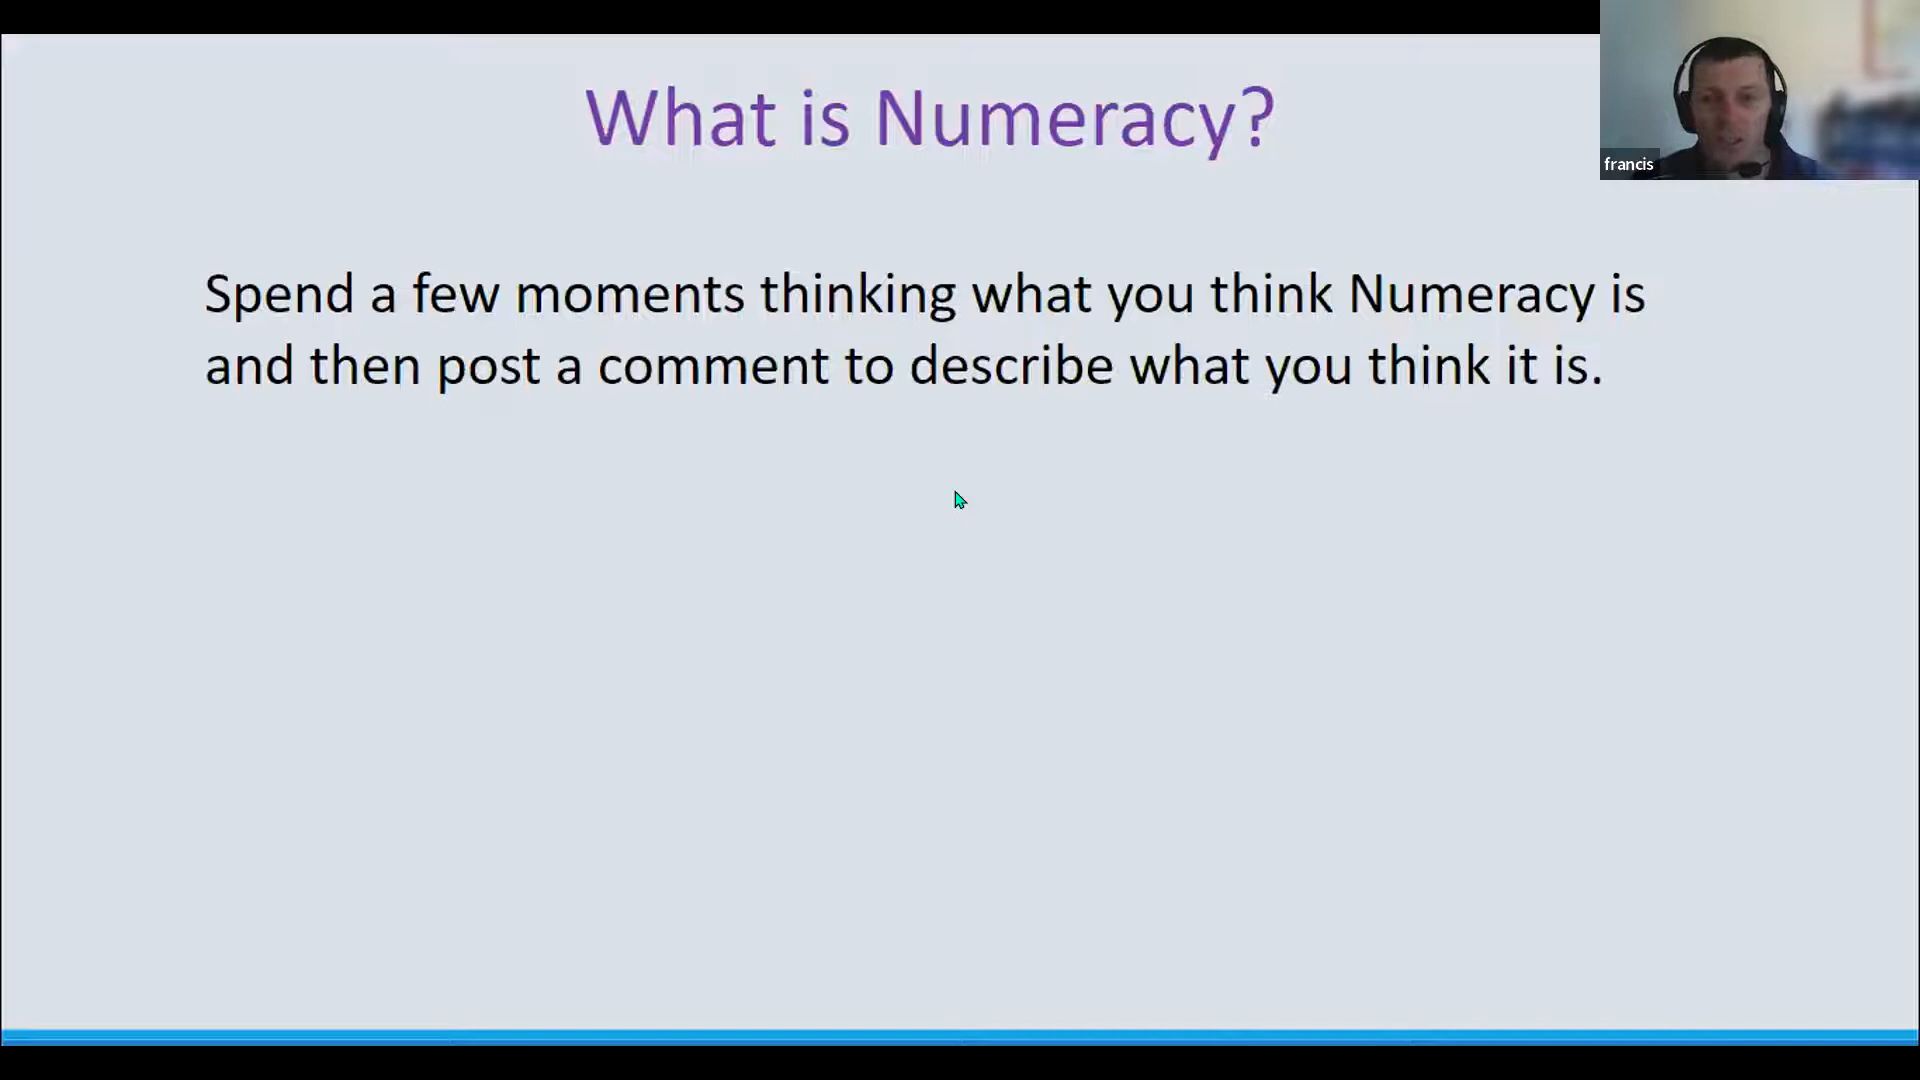 What is Numeracy?
francis
Spend a few moments thinking what you think Numeracy is
and then post a comment to describe what you think it is.